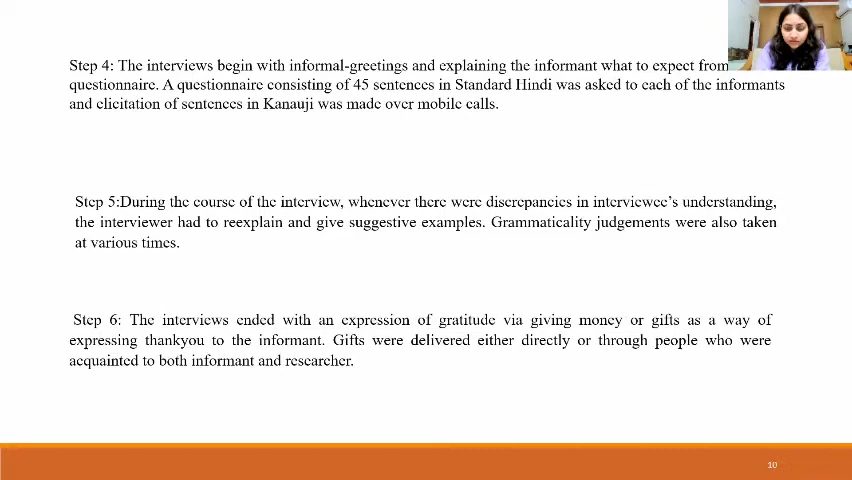 Step 4: The interviews begin with informal-greetings and explaining the informant what to expect from
questionnaire. A questionnaire consisting of 45 sentences in Standard Hindi was asked to each of the informants
and elicitation of sentences in Kanauji was made over mobile calls.
Step 5:During the course of the interview, whenever there were discrepancies in interviewee's understanding,
the interviewer had to reexplain and give suggestive examples. Grammaticality judgements were also taken
at various times.
Step 6: The interviews ended with an expression of gratitude via giving money or gifts as a way of
expressing thankyou to the informant. Gifts were delivered either directly or through people who were
acquainted to both informant and researcher.
10